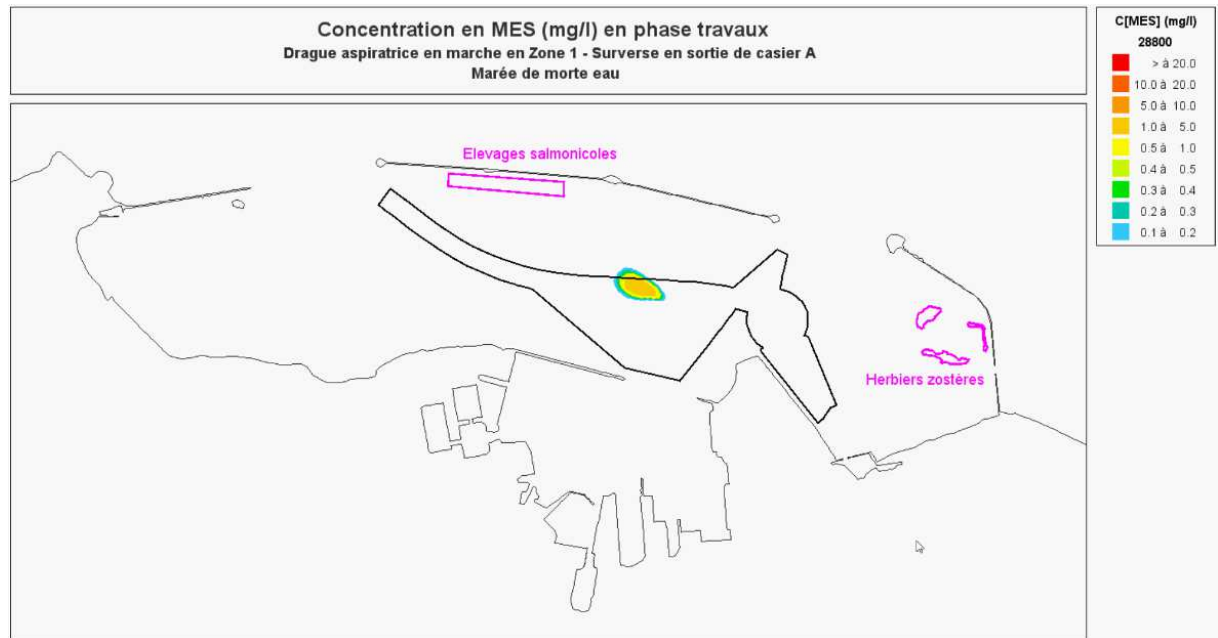 Concentration en MES (mg/l) en phase travaux
Drague aspiratrice en marche en Zone 1 - Surverse en sortie de casier A
Marée de morte eau
C[MES] (mg/l)
28800
> à 20.0
10.0 à 20.0
5.0 à 10.0
1.0 à 5.0
0.5 à 1.0
0.4 à 0.5
0.3 à 0.4
0.2 à 0.3
0.1 à 0.2
Elevages salmonicoles
Herbiers zostères